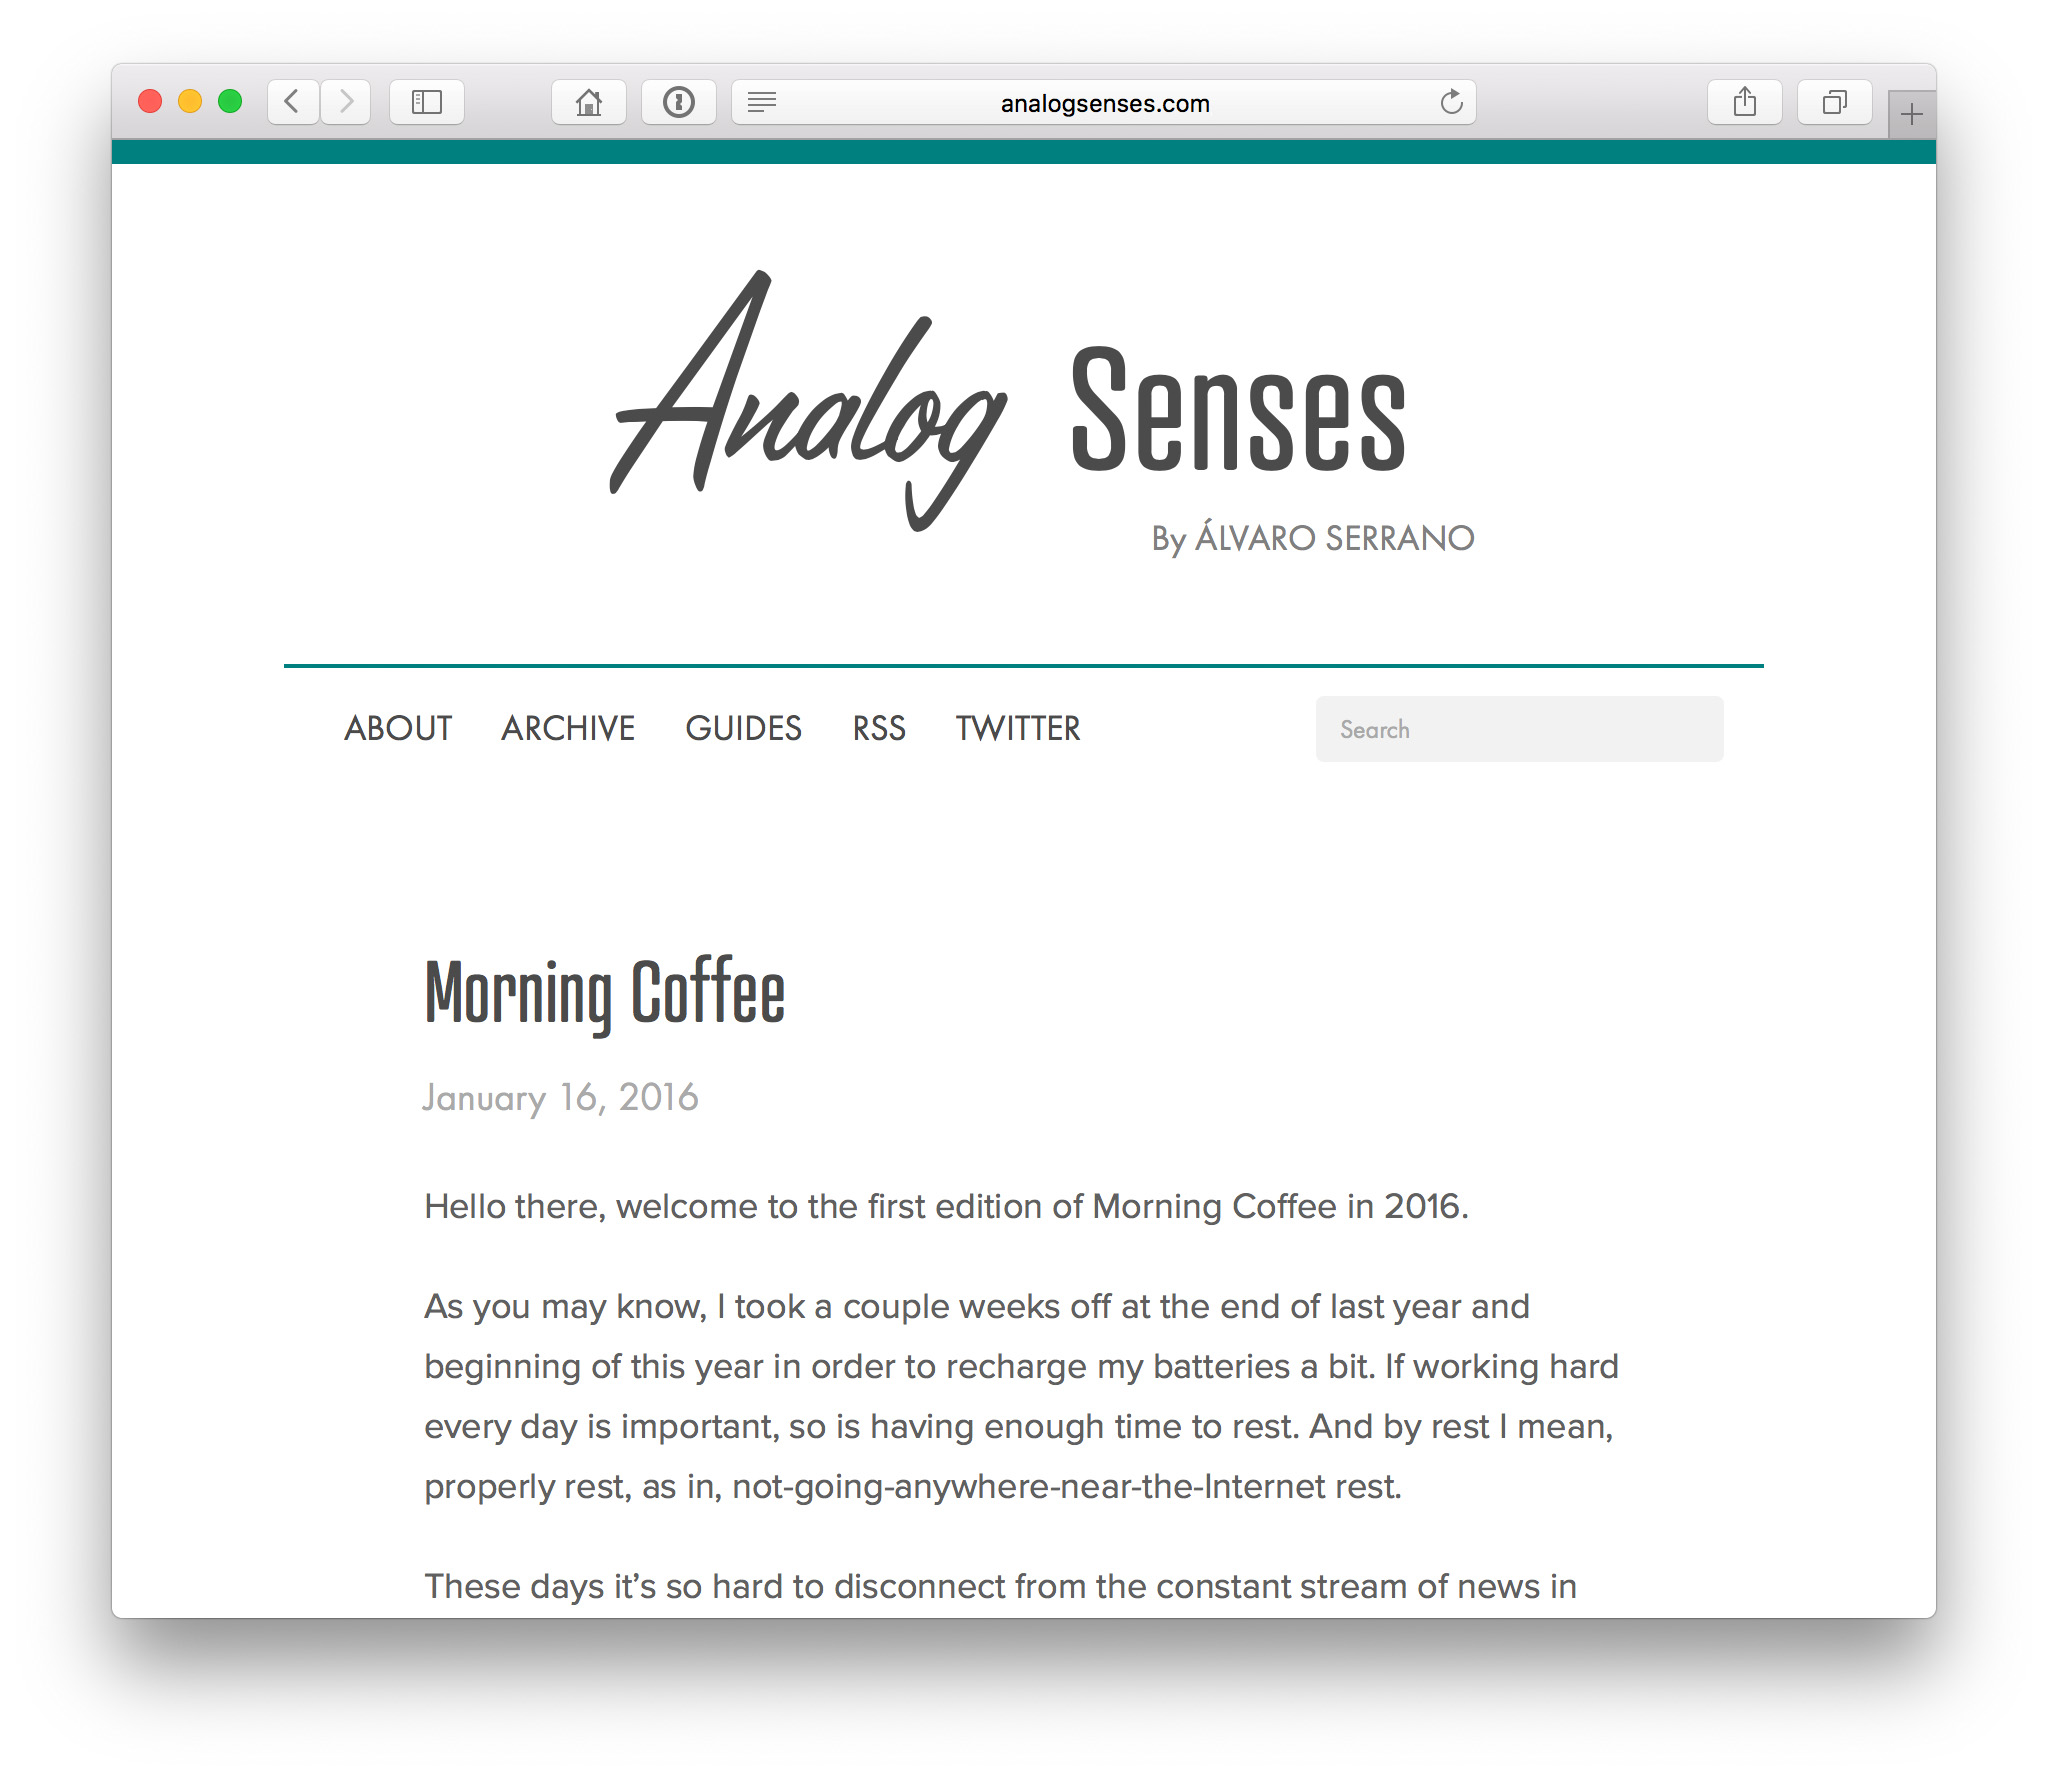 analogsenses.com
Analog Senses
By ÁLVARO SERRANO
ABOUT ARCHIVE GUIDES RSS TWITTER Search
Morning Coffee
January 16, 2016
Hello there, welcome to the first edition of Morning Coffee in 2016.
As you may know, I took a couple weeks off at the end of last year and
beginning of this year in order to recharge my batteries a bit. If working hard
every day is important, so is having enough time to rest. And by rest I mean,
properly rest, as in, not-going-anywhere-near-the-Internet rest.
These days it’s so hard to disconnect from the constant stream of news in